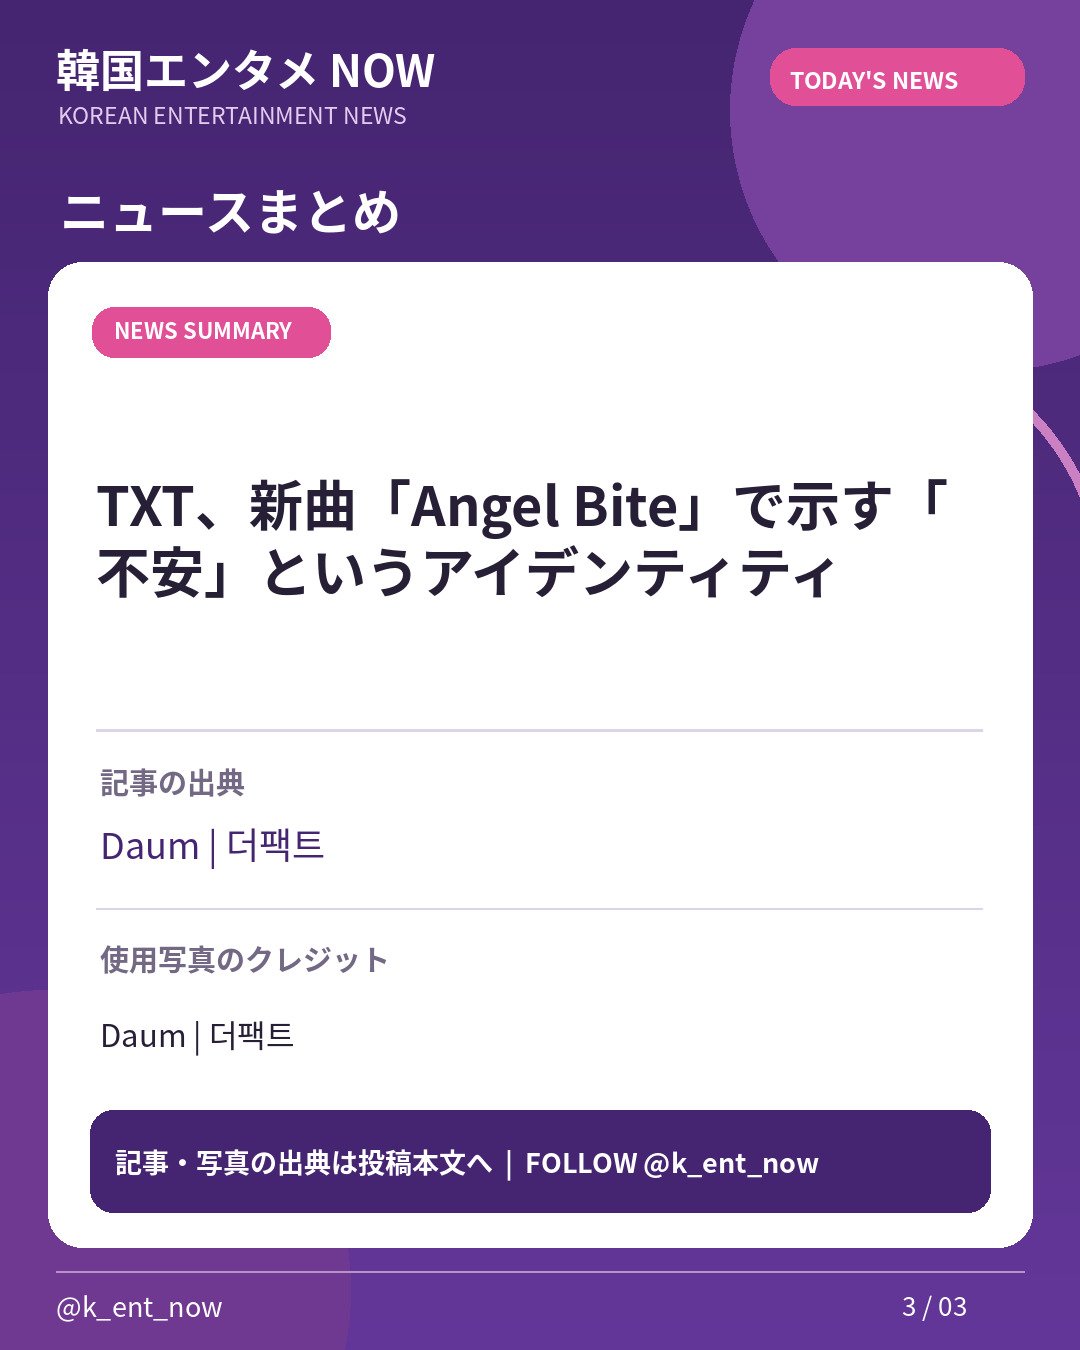 韓国エンタメ NOW
KOREAN ENTERTAINMENT NEWS
TODAY'S NEWS
ニュースまとめ
NEWS SUMMARY
TXT、新曲「Angel Bite」で示す「
不安」というアイデンティティ
記事の出典
Daum | 더팩트
使用写真のクレジット
Daum | 더팩트
記事・写真の出典は投稿本文へ | FOLLOW @k_ent_now
@k_ent_now
3 / 03